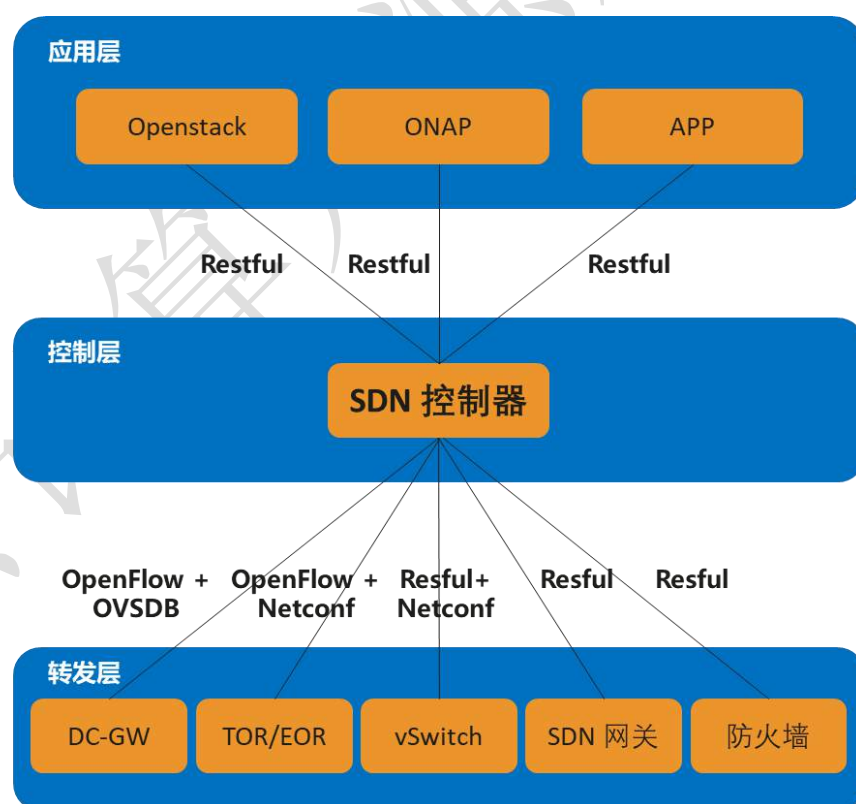 应用层
Openstack
ONAP
APP
Restful
Restful
Restful
控制层
SDN 控制器
OpenFlow +
OVSDB
OpenFlow +
Netconf
Resful+
Netconf
Resful
Resful
转发层
DC-GW
TOR/EOR
vSwitch
SDN 网关
防火墙